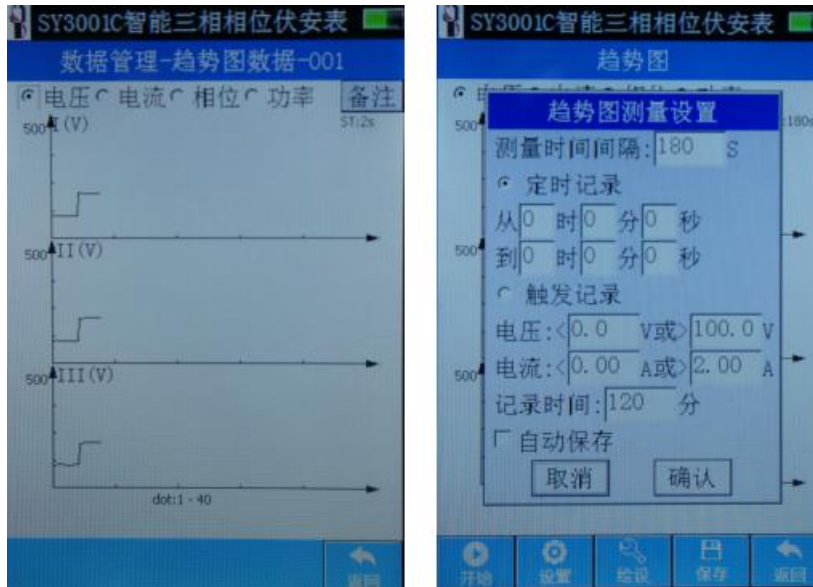 SY3001C智能三相相位伏安表
数据管理-趋势图数据-001
电压 电流 相位 功率 备注
ST:2s
500 I(V)
500 II(V)
500 III(V)
dot:1 - 40
返回
SY3001C智能三相相位伏安表
趋势图
:180s
趋势图测量设置
测量时间间隔:180 S
定时记录
从0 时0 分0 秒
到0 时0 分0 秒
触发记录
电压:<0.0 V或>100.0 V
电流:<0.00 A或>2.00 A
记录时间:120 分
自动保存
取消 确认
500
500
500
开始 设置 绘设 保存 返回